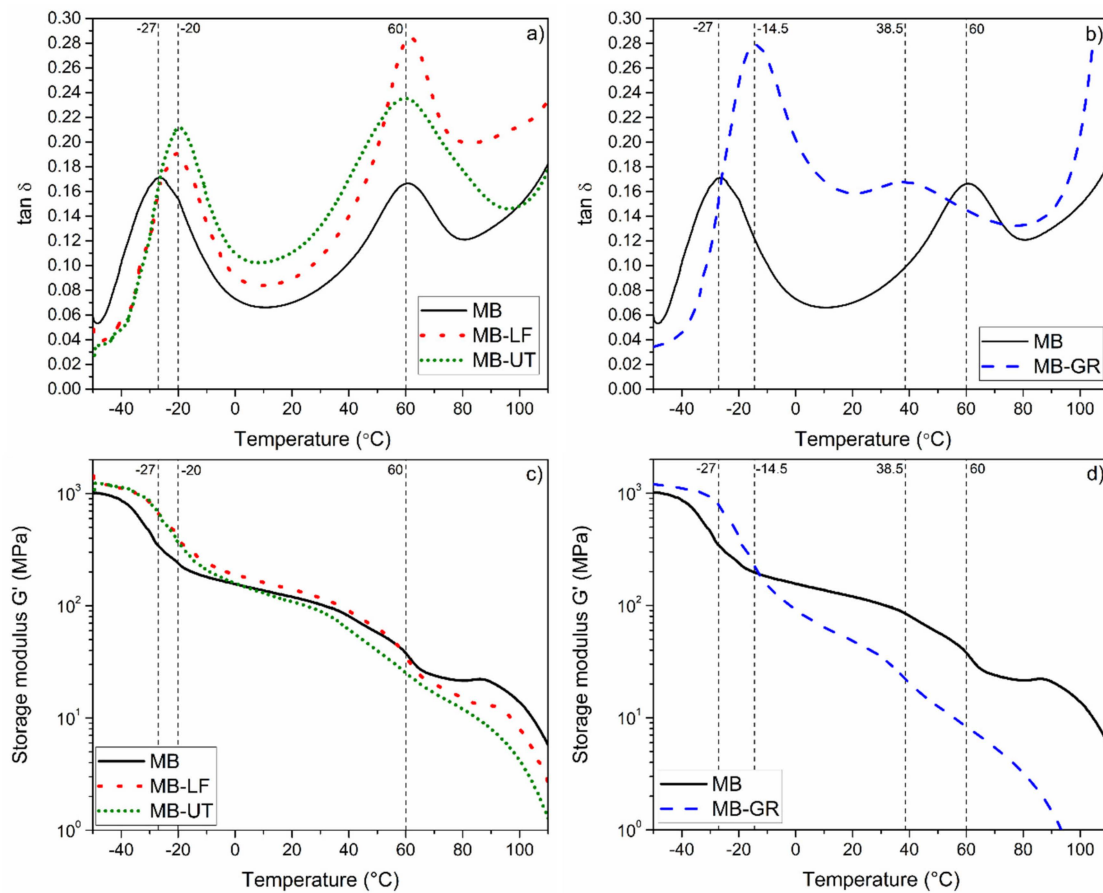 -27 -20 60 a)
0.30
0.28
0.26
0.24
0.22
0.20
0.18
0.16
0.14
0.12
0.10
0.08
0.06
0.04
0.02
0.00
tan δ
MB
MB-LF
MB-UT
-40 -20 0 20 40 60 80 100
Temperature (°C)
-27 -14.5 38.5 60 b)
0.30
0.28
0.26
0.24
0.22
0.20
0.18
0.16
0.14
0.12
0.10
0.08
0.06
0.04
0.02
0.00
tan δ
MB
MB-GR
-40 -20 0 20 40 60 80 100
Temperature (°C)
-27 -20 60 c)
10³
10²
10¹
10⁰
Storage modulus G' (MPa)
MB
MB-LF
MB-UT
-40 -20 0 20 40 60 80 100
Temperature (°C)
-27 -14.5 38.5 60 d)
10³
10²
10¹
10⁰
Storage modulus G' (MPa)
MB
MB-GR
-40 -20 0 20 40 60 80 100
Temperature (°C)